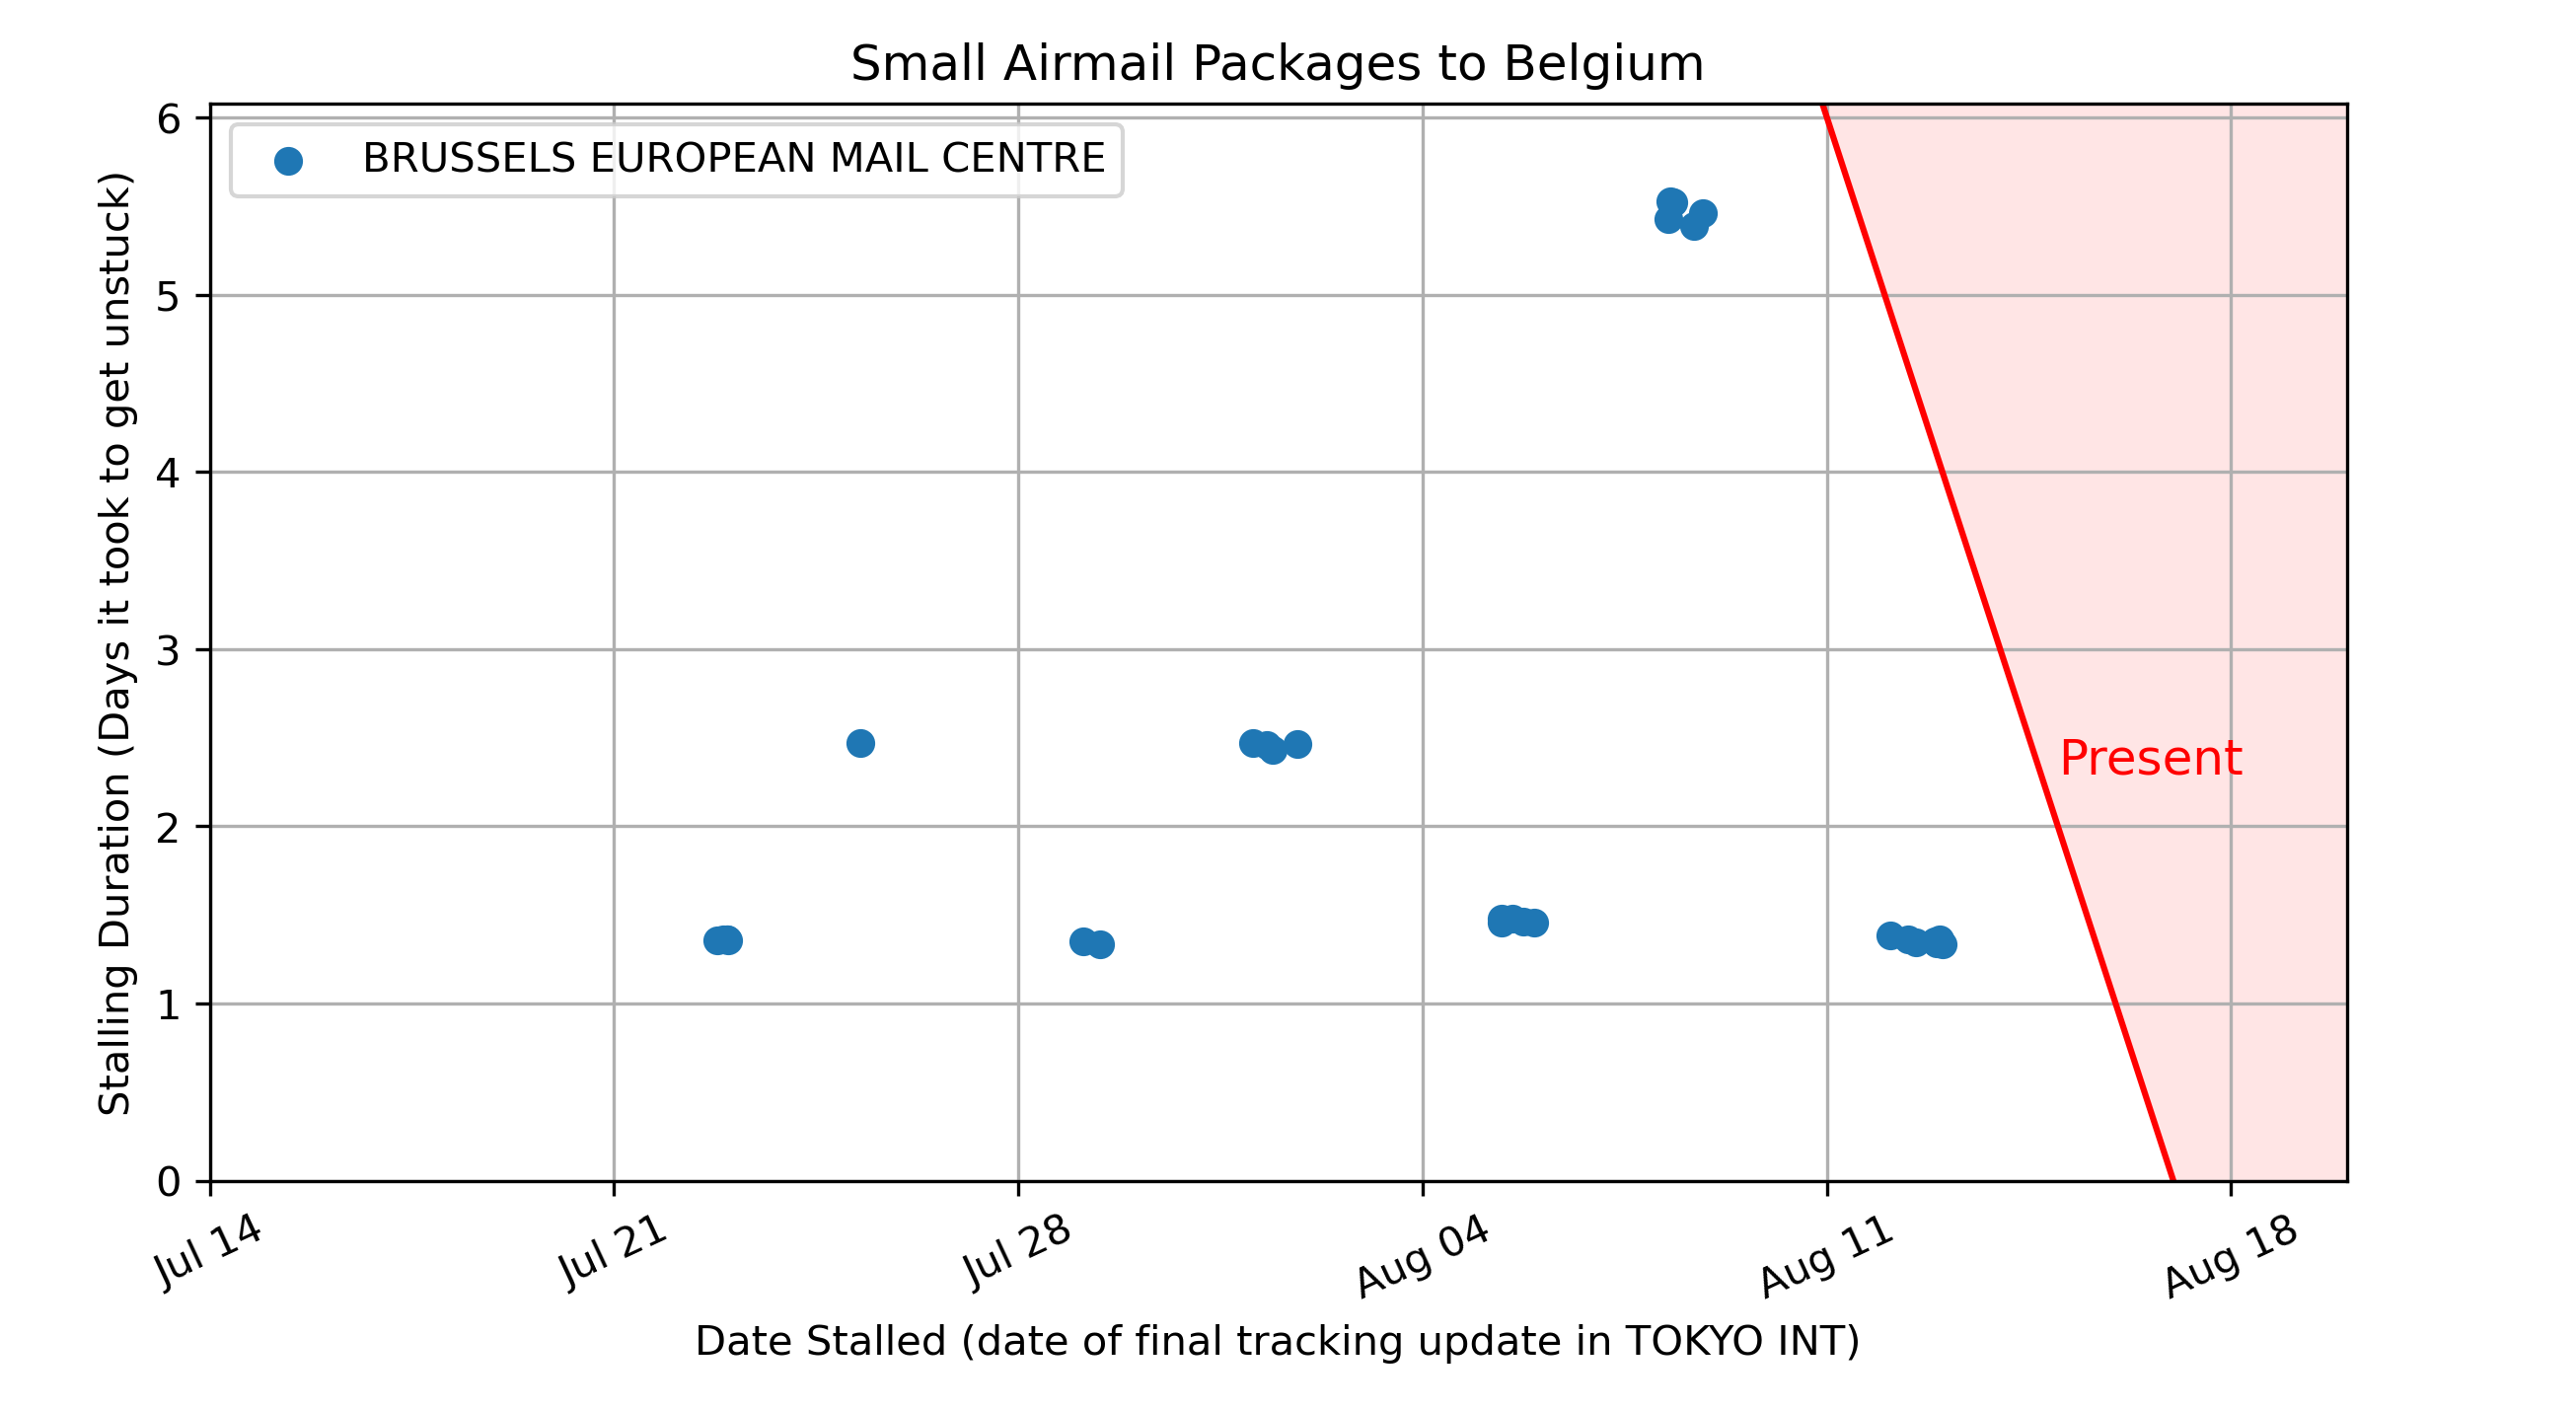 Small Airmail Packages to Belgium
BRUSSELS EUROPEAN MAIL CENTRE
Stalling Duration (Days it took to get unstuck)
6
5
4
3
2
1
0
Present
Jul 14
Jul 21
Jul 28
Aug 04
Aug 11
Aug 18
Date Stalled (date of final tracking update in TOKYO INT)